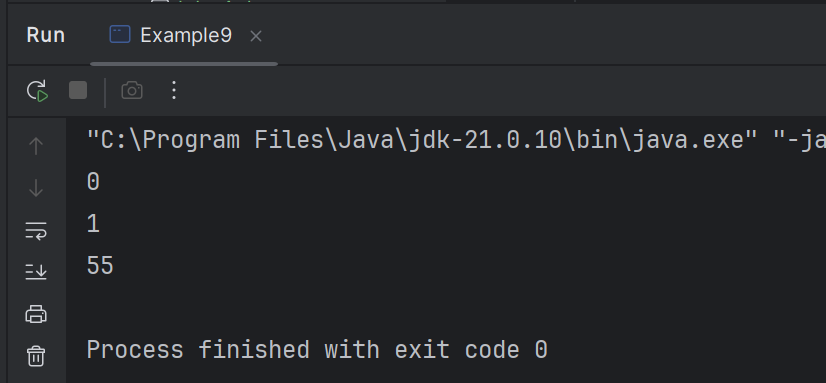 Run Example9
"C:\Program Files\Java\jdk-21.0.10\bin\java.exe" "-ja
0
1
55
Process finished with exit code 0